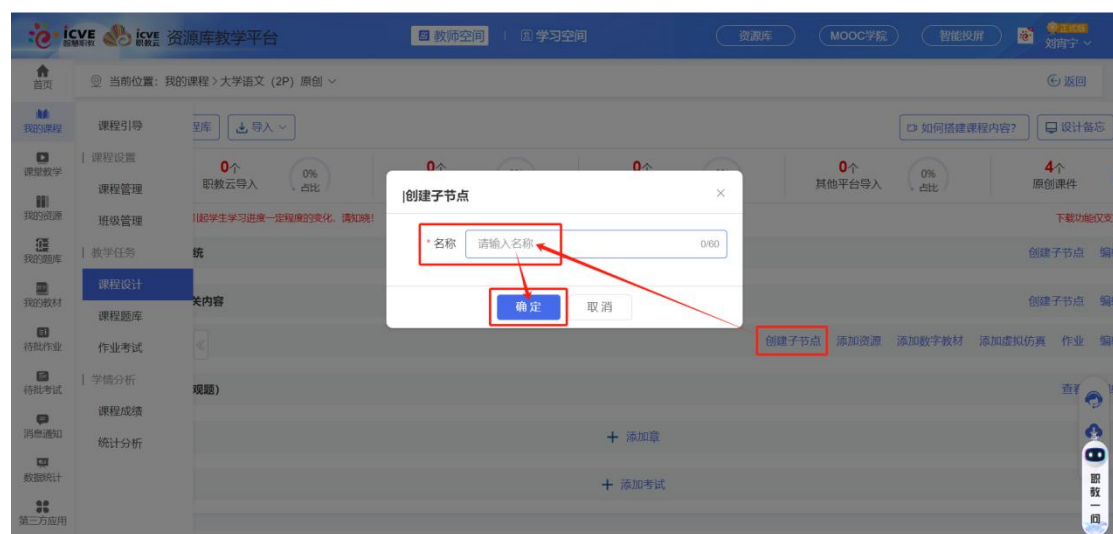 icve 智慧职教 icve 职教云 资源库教学平台 教师空间 学习空间 资源库 MOOC学院 智能投屏 正式版 刘宵宁
首页 当前位置：我的课程 > 大学语文（2P）原创 返回
我的课程 课程引导 程库 导入 如何搭建课程内容? 设计备忘
课堂教学 课程设置 0个 职教云导入 0% 占比 0个 0个 0个 其他平台导入 0% 占比 4个 原创课件
课程管理
我的资源 班级管理 引起学生学习进度一定程度的变化，请知晓! 下载功能仅支
|创建子节点
*名称 请输入名称 0/60
确定 取消
我的题库 教学任务 统 创建子节点 编
我的教材 课程设计 关内容 创建子节点 编
课程题库
待批作业 作业考试 创建子节点 添加资源 添加数字教材 添加虚拟仿真 作业 编
待批考试 学情分析 观题) 查
课程成绩
消息通知 统计分析 + 添加章
数据统计 + 添加考试
第三方应用
职教一问